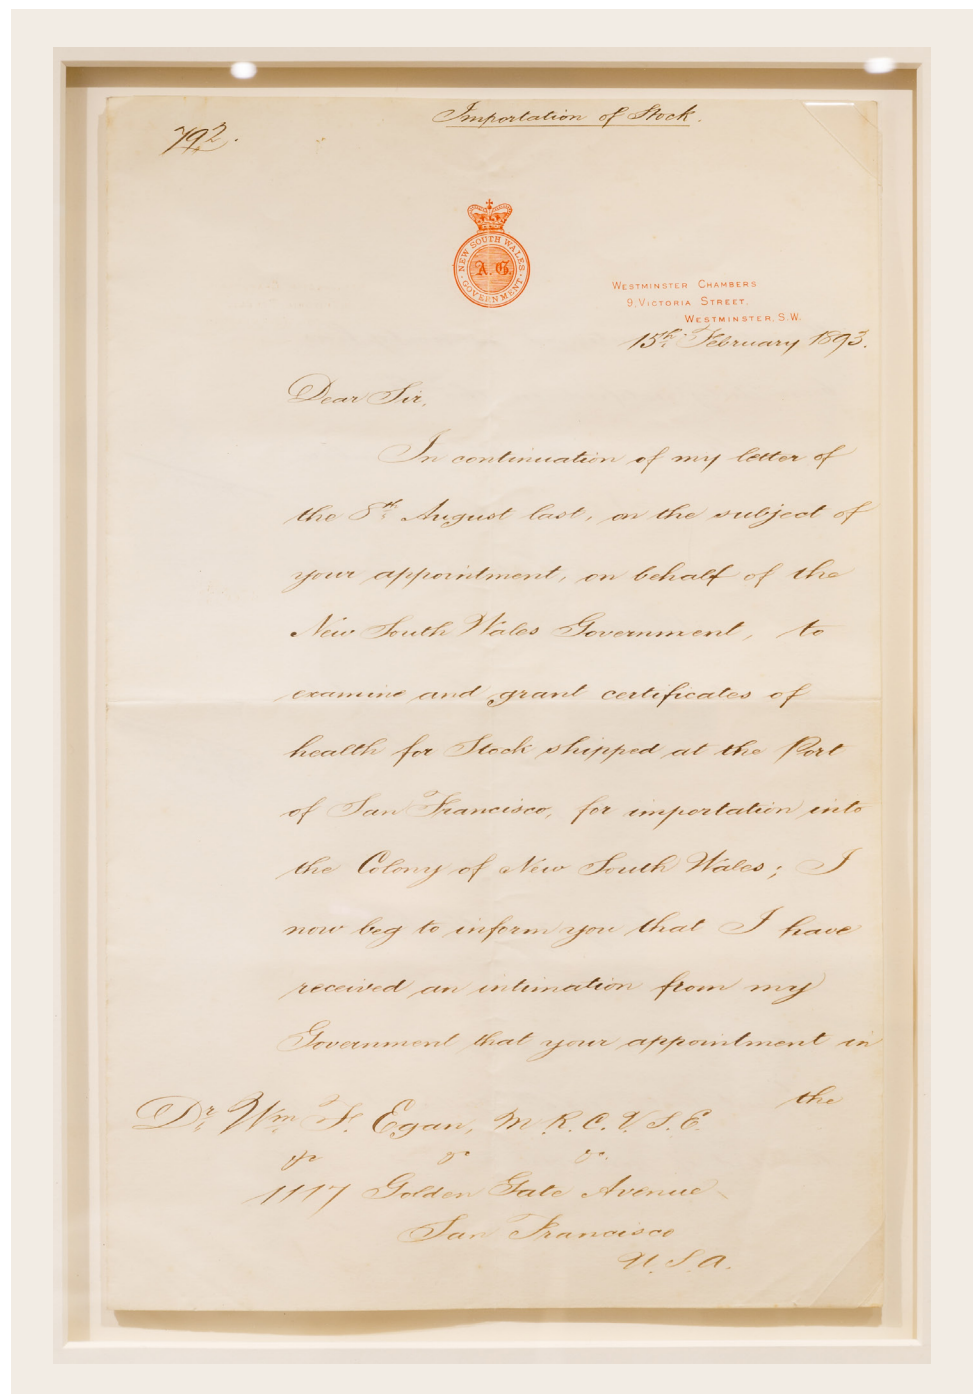 Importation of Stock.
792.
NEW SOUTH WALES
A.G.
GOVERNMENT
WESTMINSTER CHAMBERS
9, VICTORIA STREET,
WESTMINSTER, S.W.
15th February 1893.
Dear Sir,
In continuation of my letter of
the 8th August last, on the subject of
your appointment, on behalf of the
New South Wales Government, to
examine and grant certificates of
health for Stock shipped at the Port
of San Francisco, for importation into
the Colony of New South Wales; I
now beg to inform you that I have
received an intimation from my
Government that your appointment in
the
Dr. Wm. F. Egan, M.R.C.V.S.E.
1117 Golden Gate Avenue
San Francisco
U.S.A.